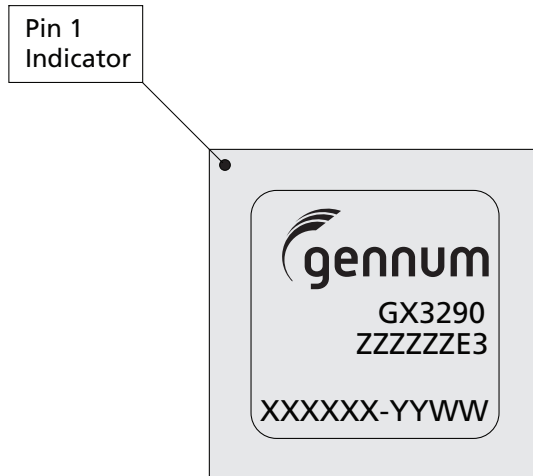 Pin 1
Indicator
gennum
GX3290
ZZZZZZE3
XXXXXX-YYWW